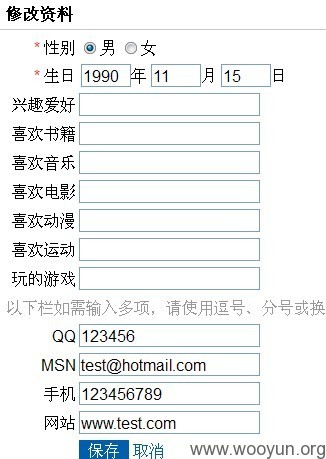 修改资料
* 性别 男 女
* 生日 1990 年 11 月 15 日
兴趣爱好
喜欢书籍
喜欢音乐
喜欢电影
喜欢动漫
喜欢运动
玩的游戏
以下栏如需输入多项，请使用逗号、分号或换
QQ 123456
MSN test@hotmail.com
手机 123456789
网站 www.test.com
保存 取消 www.wooyun.org